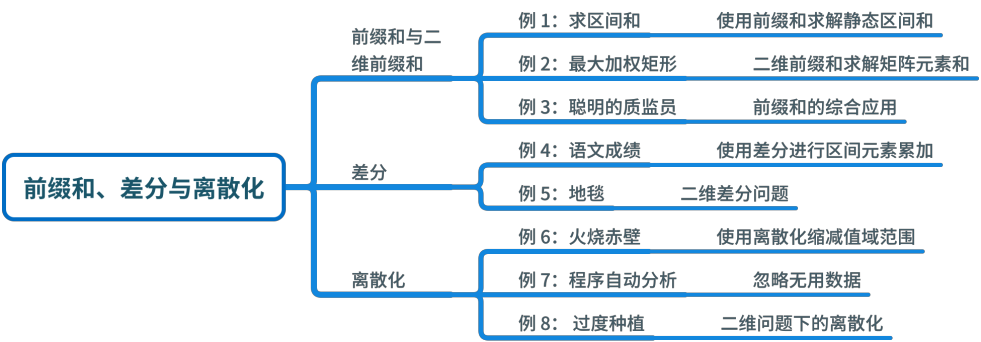 前缀和、差分与离散化
前缀和与二
维前缀和
例 1：求区间和
使用前缀和求解静态区间和
例 2：最大加权矩形
二维前缀和求解矩阵元素和
例 3：聪明的质监员
前缀和的综合应用
差分
例 4：语文成绩
使用差分进行区间元素累加
例 5：地毯
二维差分问题
离散化
例 6：火烧赤壁
使用离散化缩减值域范围
例 7：程序自动分析
忽略无用数据
例 8： 过度种植
二维问题下的离散化